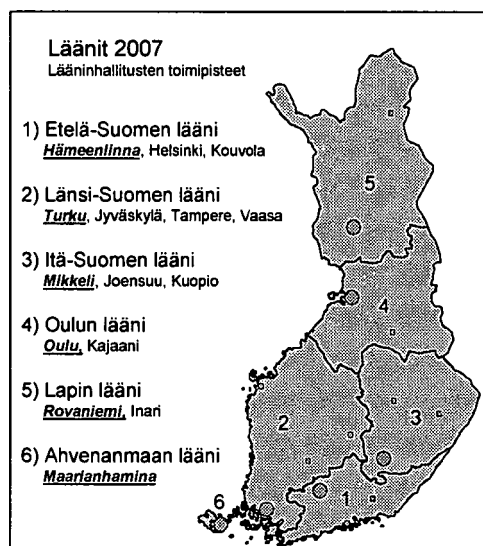 Läänit 2007
Lääninhallitusten toimipisteet
1) Etelä-Suomen lääni
Hämeenlinna, Helsinki, Kouvola
2) Länsi-Suomen lääni
Turku, Jyväskylä, Tampere, Vaasa
3) Itä-Suomen lääni
Mikkeli, Joensuu, Kuopio
4) Oulun lääni
Oulu, Kajaani
5) Lapin lääni
Rovaniemi, Inari
6) Ahvenanmaan lääni
Maarianhamina
5
4
2
3
6
1